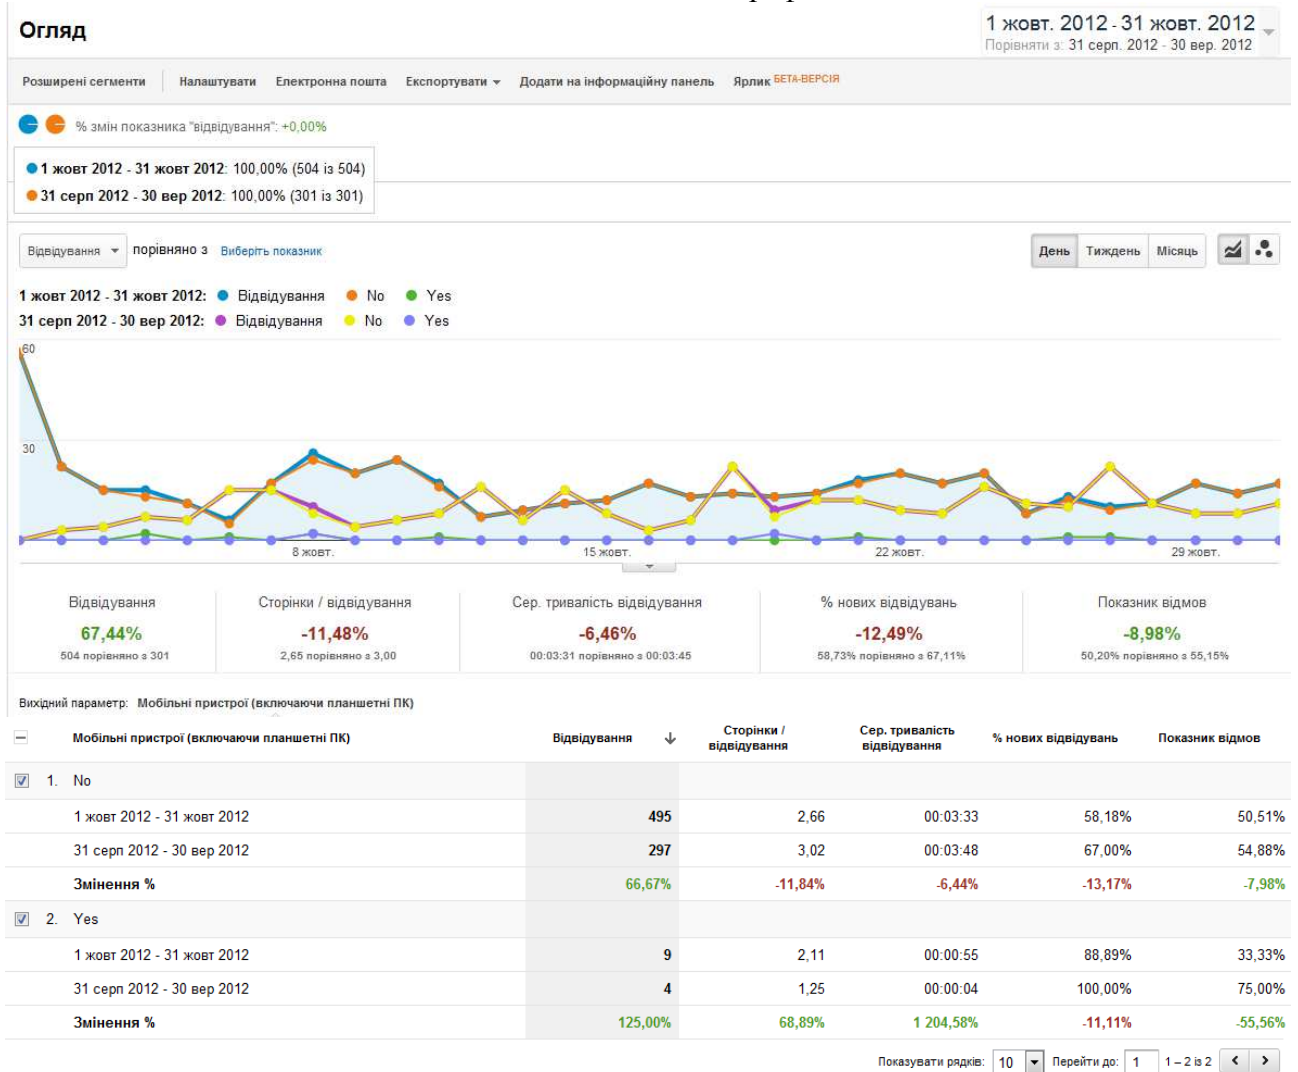 Огляд
1 жовт. 2012 - 31 жовт. 2012
Порівняти з: 31 серп. 2012 - 30 вер. 2012
Розширені сегменти Налаштувати Електронна пошта Експортувати Додати на інформаційну панель Ярлик БЕТА-ВЕРСІЯ
% змін показника "відвідування": +0,00%
1 жовт 2012 - 31 жовт 2012: 100,00% (504 із 504)
31 серп 2012 - 30 вер 2012: 100,00% (301 із 301)
Відвідування порівняно з Виберіть показник День Тиждень Місяць
1 жовт 2012 - 31 жовт 2012: Відвідування No Yes
31 серп 2012 - 30 вер 2012: Відвідування No Yes
60
30
8 жовт. 15 жовт. 22 жовт. 29 жовт.
Відвідування Сторінки / відвідування Сер. тривалість відвідування % нових відвідувань Показник відмов
67,44% -11,48% -6,46% -12,49% -8,98%
504 порівняно з 301 2,65 порівняно з 3,00 00:03:31 порівняно з 00:03:45 58,73% порівняно з 67,11% 50,20% порівняно з 55,15%
Вихідний параметр: Мобільні пристрої (включаючи планшетні ПК)
Мобільні пристрої (включаючи планшетні ПК) Відвідування Сторінки / відвідування Сер. тривалість відвідування % нових відвідувань Показник відмов
1. No
1 жовт 2012 - 31 жовт 2012 495 2,66 00:03:33 58,18% 50,51%
31 серп 2012 - 30 вер 2012 297 3,02 00:03:48 67,00% 54,88%
Змінення % 66,67% -11,84% -6,44% -13,17% -7,98%
2. Yes
1 жовт 2012 - 31 жовт 2012 9 2,11 00:00:55 88,89% 33,33%
31 серп 2012 - 30 вер 2012 4 1,25 00:00:04 100,00% 75,00%
Змінення % 125,00% 68,89% 1 204,58% -11,11% -55,56%
Показувати рядків: 10 Перейти до: 1 1 – 2 із 2